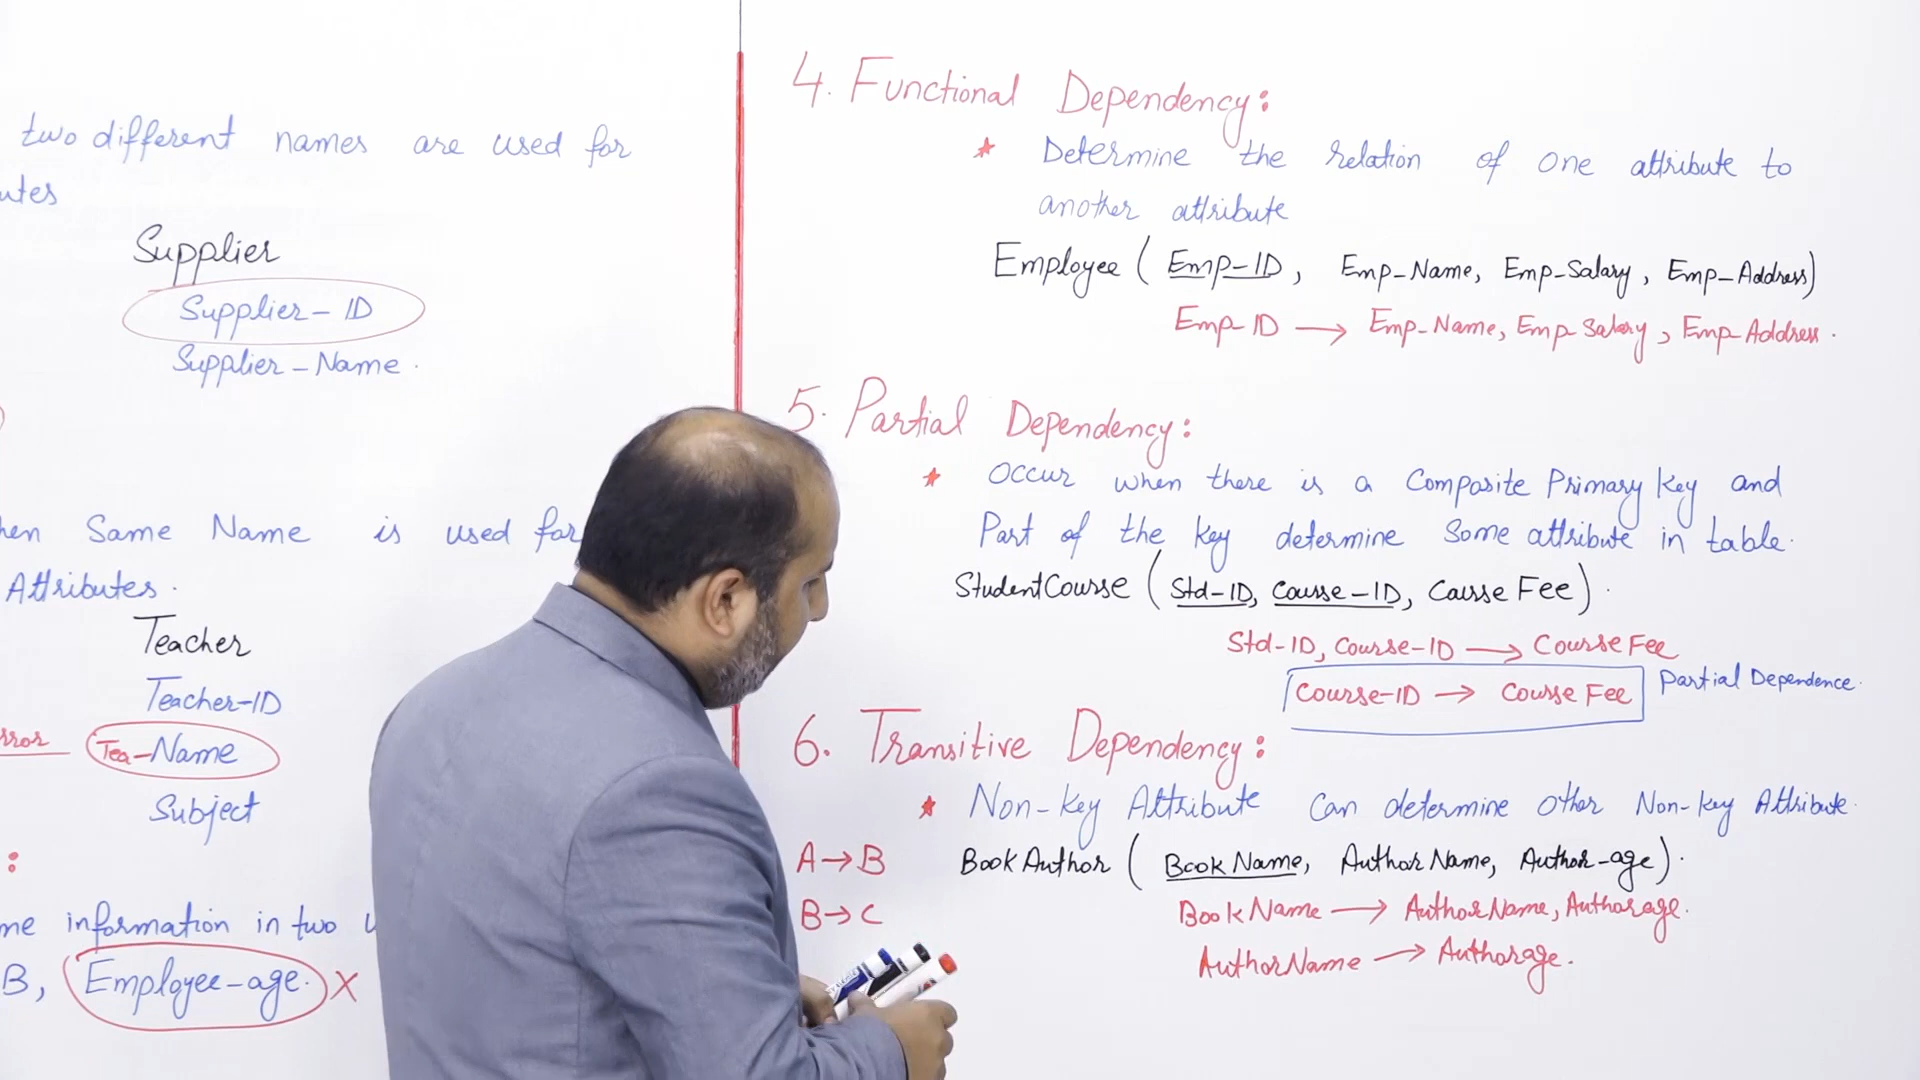 two different names are used for
utes
Supplier
Supplier-ID
Supplier-Name.
hen Same Name is used for
Attributes.
Teacher
Teacher-ID
rror Tea-Name
Subject
:
me information in two
B, Employee-age. X
4. Functional Dependency:
★ Determine the relation of one attribute to
another attribute
Employee (Emp-ID, Emp-Name, Emp-Salary, Emp-Address)
Emp-ID → Emp-Name, Emp-Salary, Emp-Address.
5. Partial Dependency:
★ Occur when there is a Composite Primary Key and
Part of the key determine Some attribute in table.
StudentCourse (Std-ID, Course-ID, Course Fee).
Std-ID, Course-ID → Course Fee
Course-ID → Course Fee Partial Dependence.
6. Transitive Dependency:
★ Non-Key Attribute Can determine other Non-key Attribute.
A→B BookAuthor (Book Name, Author Name, Author-age).
B→C Book Name → Author Name, Author age.
Author Name → Author age.